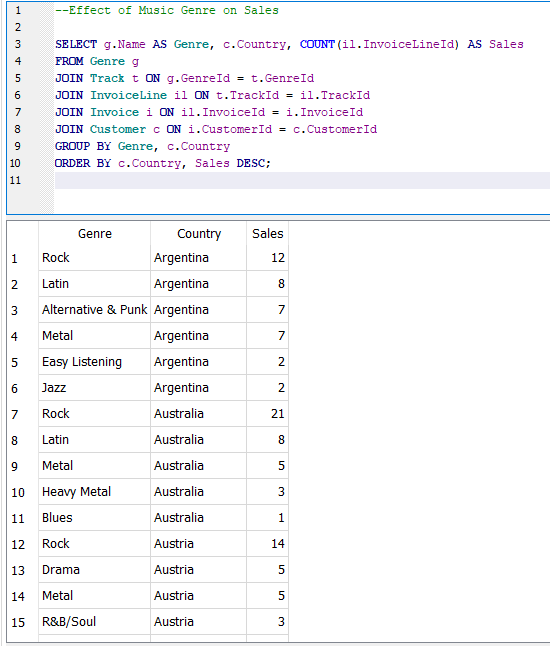 1 --Effect of Music Genre on Sales
2
3 SELECT g.Name AS Genre, c.Country, COUNT(il.InvoiceLineId) AS Sales
4 FROM Genre g
5 JOIN Track t ON g.GenreId = t.GenreId
6 JOIN InvoiceLine il ON t.TrackId = il.TrackId
7 JOIN Invoice i ON il.InvoiceId = i.InvoiceId
8 JOIN Customer c ON i.CustomerId = c.CustomerId
9 GROUP BY Genre, c.Country
10 ORDER BY c.Country, Sales DESC;
11
Genre Country Sales
1 Rock Argentina 12
2 Latin Argentina 8
3 Alternative & Punk Argentina 7
4 Metal Argentina 7
5 Easy Listening Argentina 2
6 Jazz Argentina 2
7 Rock Australia 21
8 Latin Australia 8
9 Metal Australia 5
10 Heavy Metal Australia 3
11 Blues Australia 1
12 Rock Austria 14
13 Drama Austria 5
14 Metal Austria 5
15 R&B/Soul Austria 3